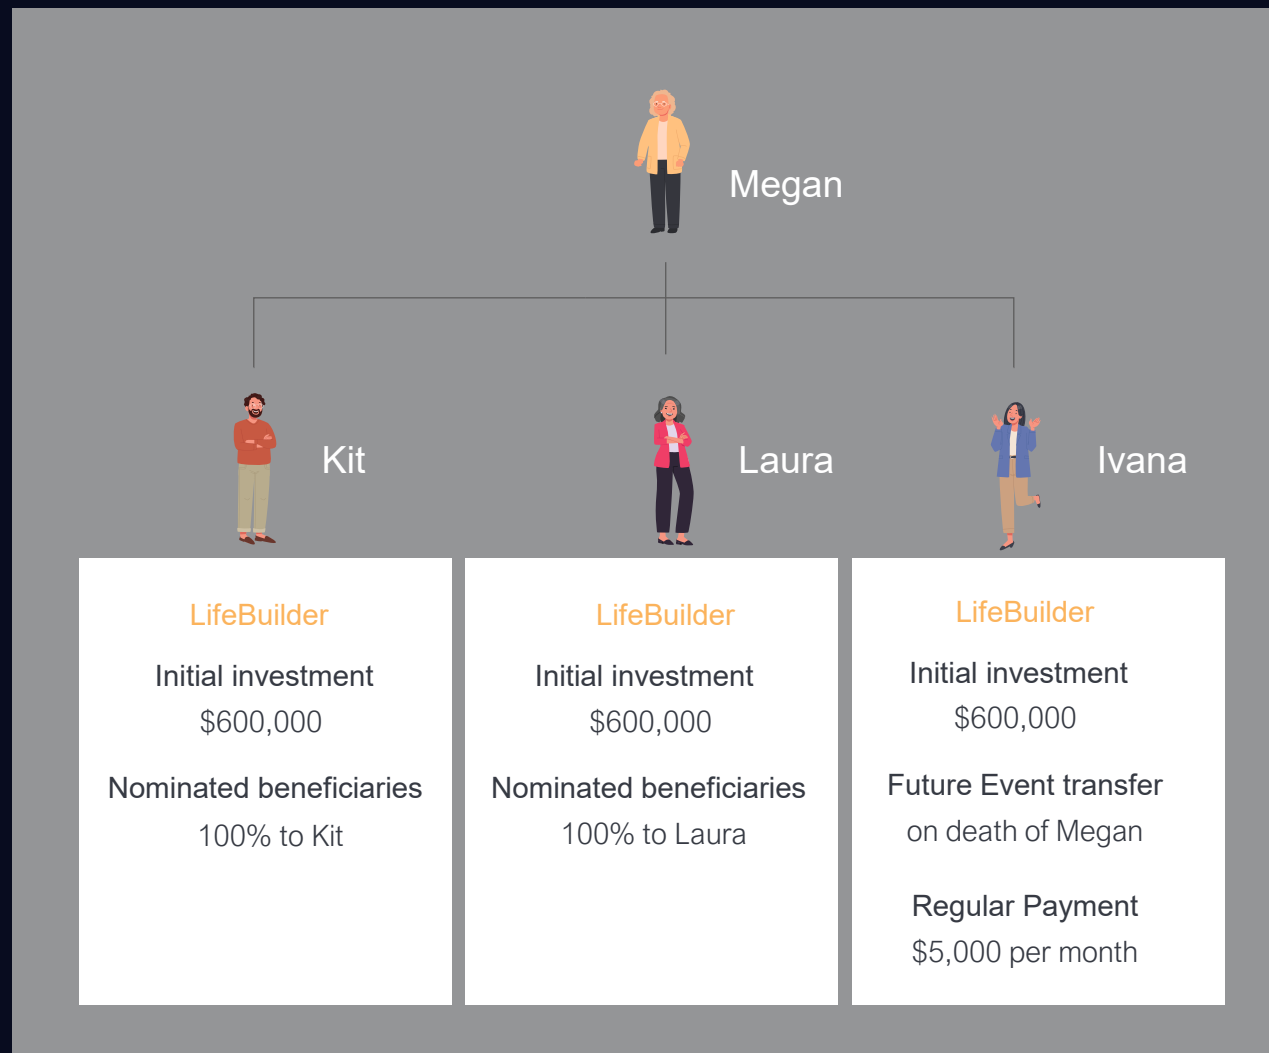 Megan
Kit
Laura
Ivana
LifeBuilder
Initial investment
$600,000
Nominated beneficiaries
100% to Kit
LifeBuilder
Initial investment
$600,000
Nominated beneficiaries
100% to Laura
LifeBuilder
Initial investment
$600,000
Future Event transfer
on death of Megan
Regular Payment
$5,000 per month